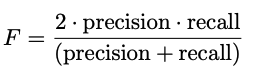 F = 2 · precision · recall / (precision + recall)